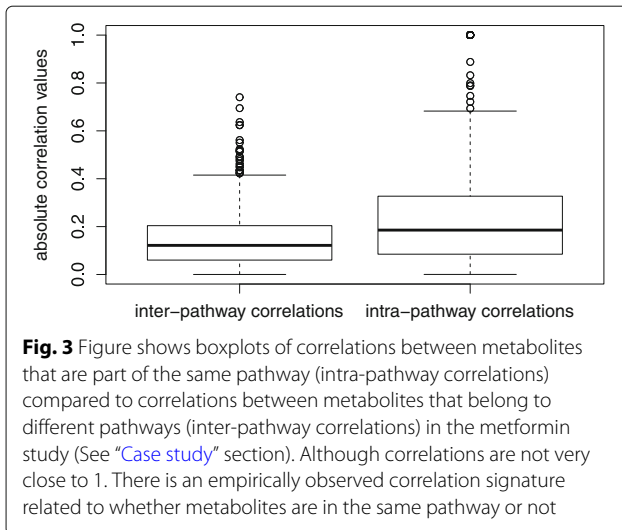 absolute correlation values
1.0
0.8
0.6
0.4
0.2
0.0
inter−pathway correlations
intra−pathway correlations
Fig. 3 Figure shows boxplots of correlations between metabolites
that are part of the same pathway (intra-pathway correlations)
compared to correlations between metabolites that belong to
different pathways (inter-pathway correlations) in the metformin
study (See “Case study” section). Although correlations are not very
close to 1. There is an empirically observed correlation signature
related to whether metabolites are in the same pathway or not